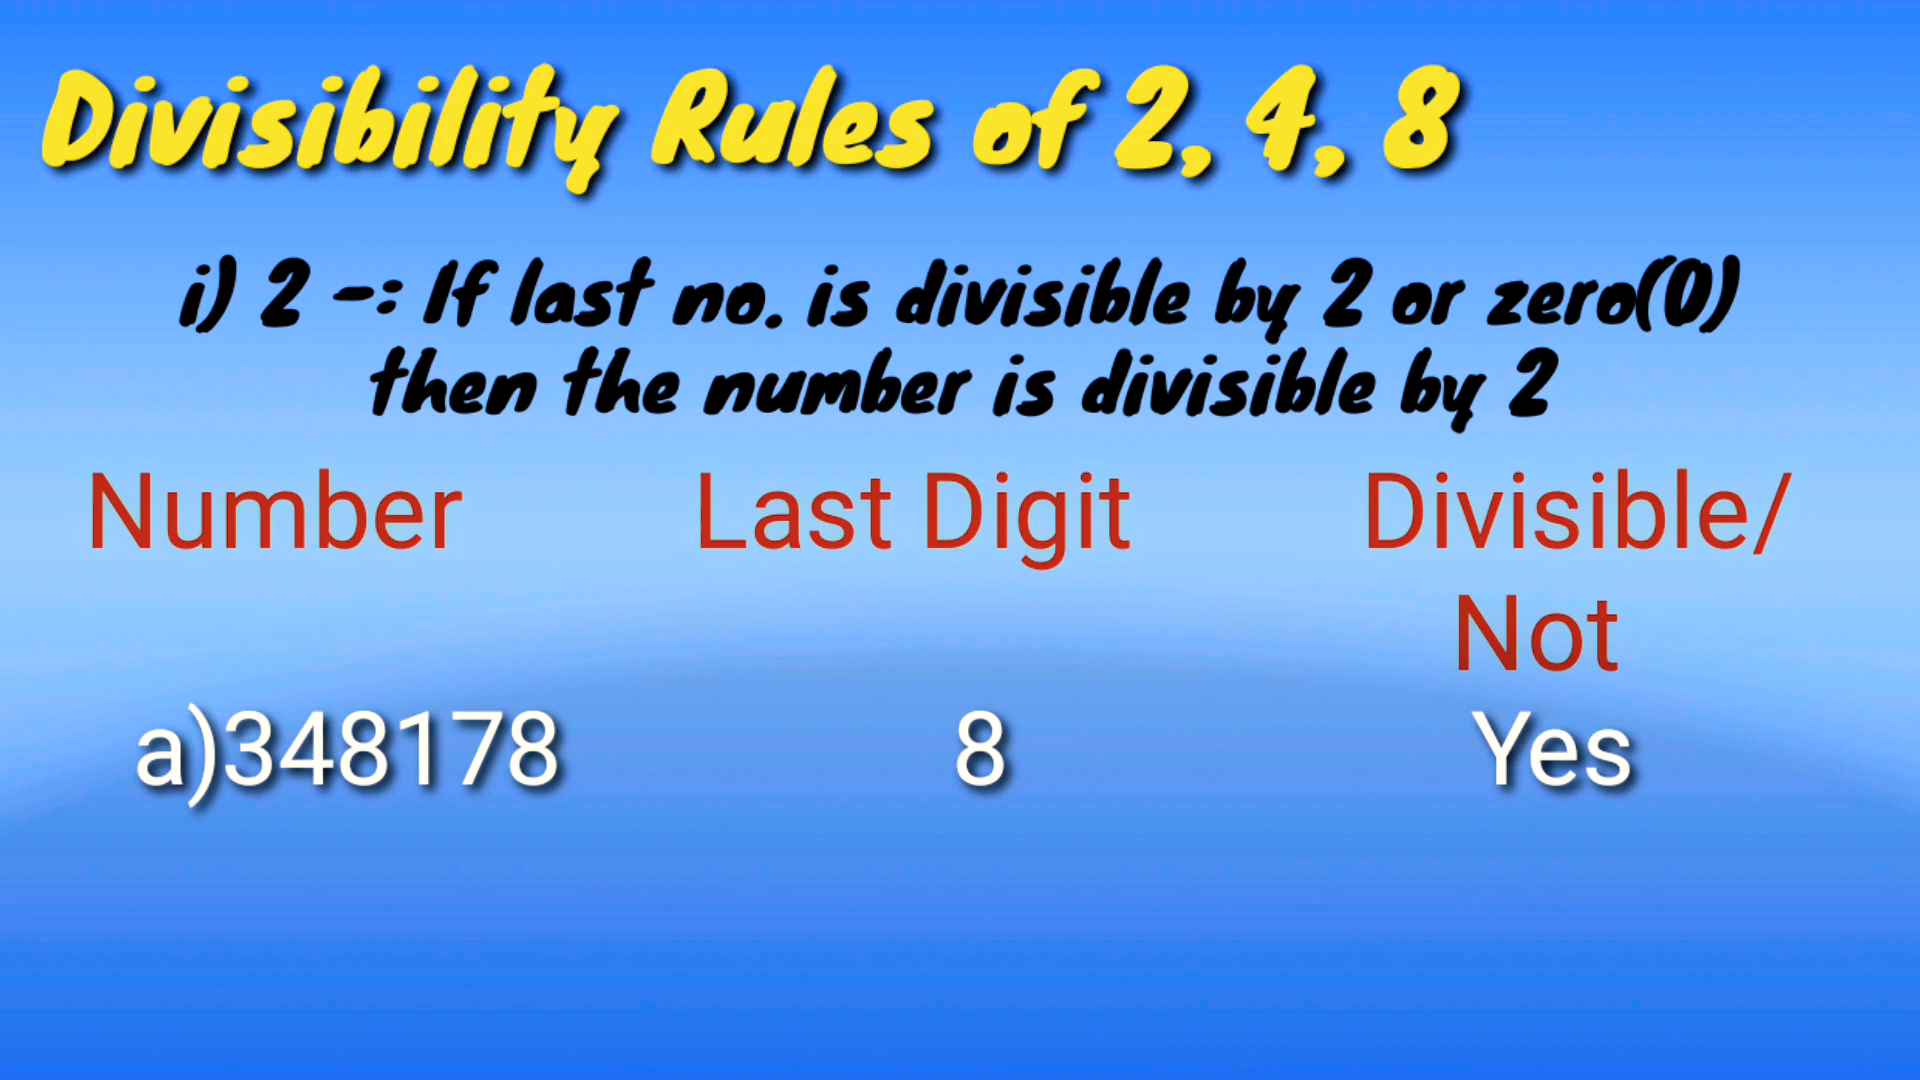 Divisibility Rules of 2, 4, 8
i) 2 -: If last no. is divisible by 2 or zero(0)
then the number is divisible by 2
Number Last Digit Divisible/
Not
a)348178 8 Yes